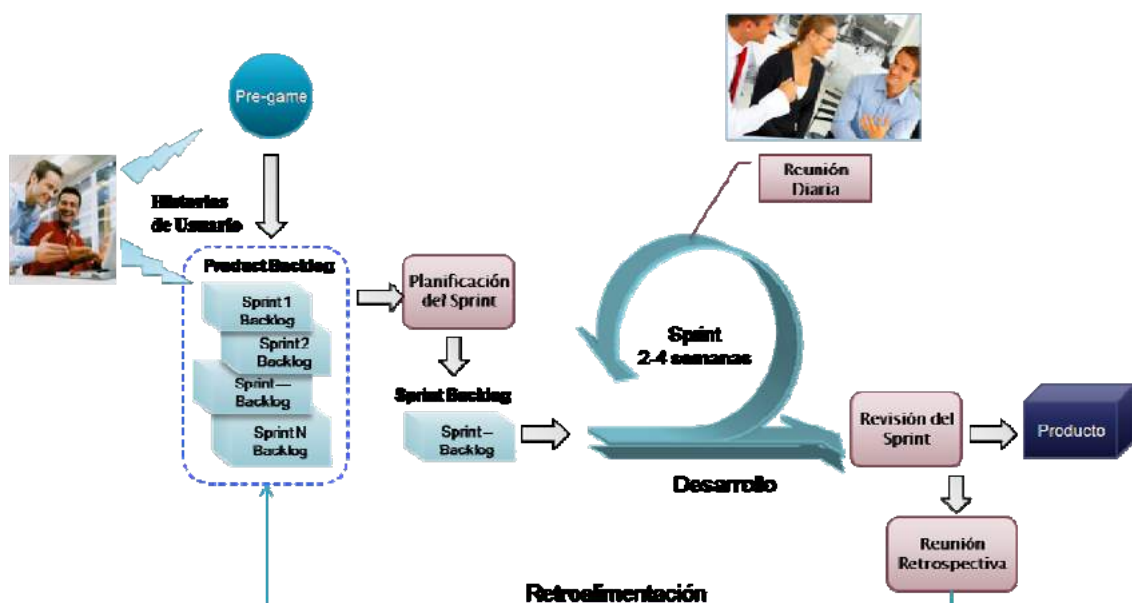 Pre-game
Historias
de Usuario
Product Backlog
Sprint 1
Backlog
Sprint 2
Backlog
Sprint—
Backlog
Sprint N
Backlog
Planificación
del Sprint
Sprint Backlog
Sprint–
Backlog
Reunión
Diaria
Sprint
2-4 semanas
Desarrollo
Revisión del
Sprint
Producto
Reunión
Retrospectiva
Retroalimentación